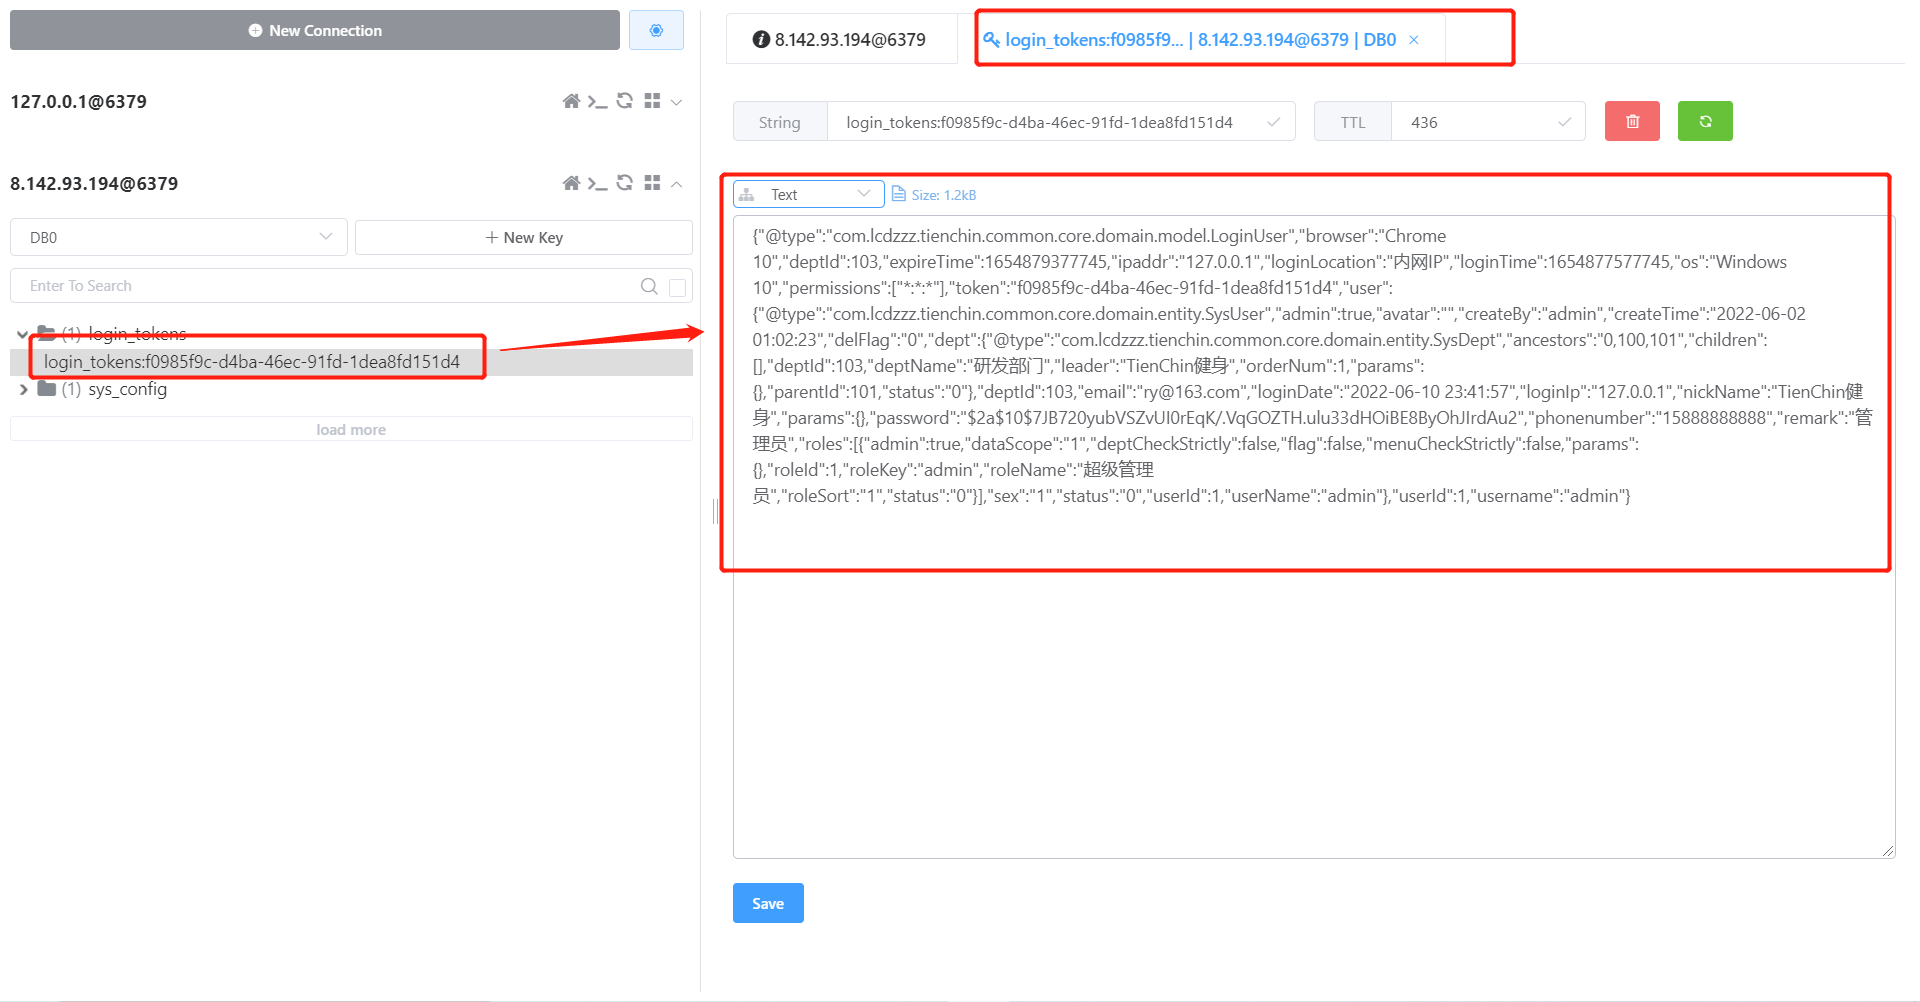 New Connection
127.0.0.1@6379
8.142.93.194@6379
DB0
New Key
Enter To Search
(1) login_tokens
login_tokens:f0985f9c-d4ba-46ec-91fd-1dea8fd151d4
(1) sys_config
load more
8.142.93.194@6379
login_tokens:f0985f9... | 8.142.93.194@6379 | DB0
String
login_tokens:f0985f9c-d4ba-46ec-91fd-1dea8fd151d4
TTL
436
Text
Size: 1.2kB
{"@type":"com.lcdzzz.tienchin.common.core.domain.model.LoginUser","browser":"Chrome
10","deptId":103,"expireTime":1654879377745,"ipaddr":"127.0.0.1","loginLocation":"内网IP","loginTime":1654877577745,"os":"Windows
10","permissions":["*:*:*"],"token":"f0985f9c-d4ba-46ec-91fd-1dea8fd151d4","user":
{"@type":"com.lcdzzz.tienchin.common.core.domain.entity.SysUser","admin":true,"avatar":"","createBy":"admin","createTime":"2022-06-02
01:02:23","delFlag":"0","dept":{"@type":"com.lcdzzz.tienchin.common.core.domain.entity.SysDept","ancestors":"0,100,101","children":
[],"deptId":103,"deptName":"研发部门","leader":"TienChin健身","orderNum":1,"params":
{},"parentId":101,"status":"0"},"deptId":103,"email":"ry@163.com","loginDate":"2022-06-10 23:41:57","loginIp":"127.0.0.1","nickName":"TienChin健
身","params":{},"password":"$2a$10$7JB720yubVSZvUI0rEqK/.VqGOZTH.ulu33dHOiBE8ByOhJIrdAu2","phonenumber":"15888888888","remark":"管
理员","roles":[{"admin":true,"dataScope":"1","deptCheckStrictly":false,"flag":false,"menuCheckStrictly":false,"params":
{},"roleId":1,"roleKey":"admin","roleName":"超级管理
员","roleSort":"1","status":"0"}],"sex":"1","status":"0","userId":1,"userName":"admin"},"userId":1,"username":"admin"}
Save